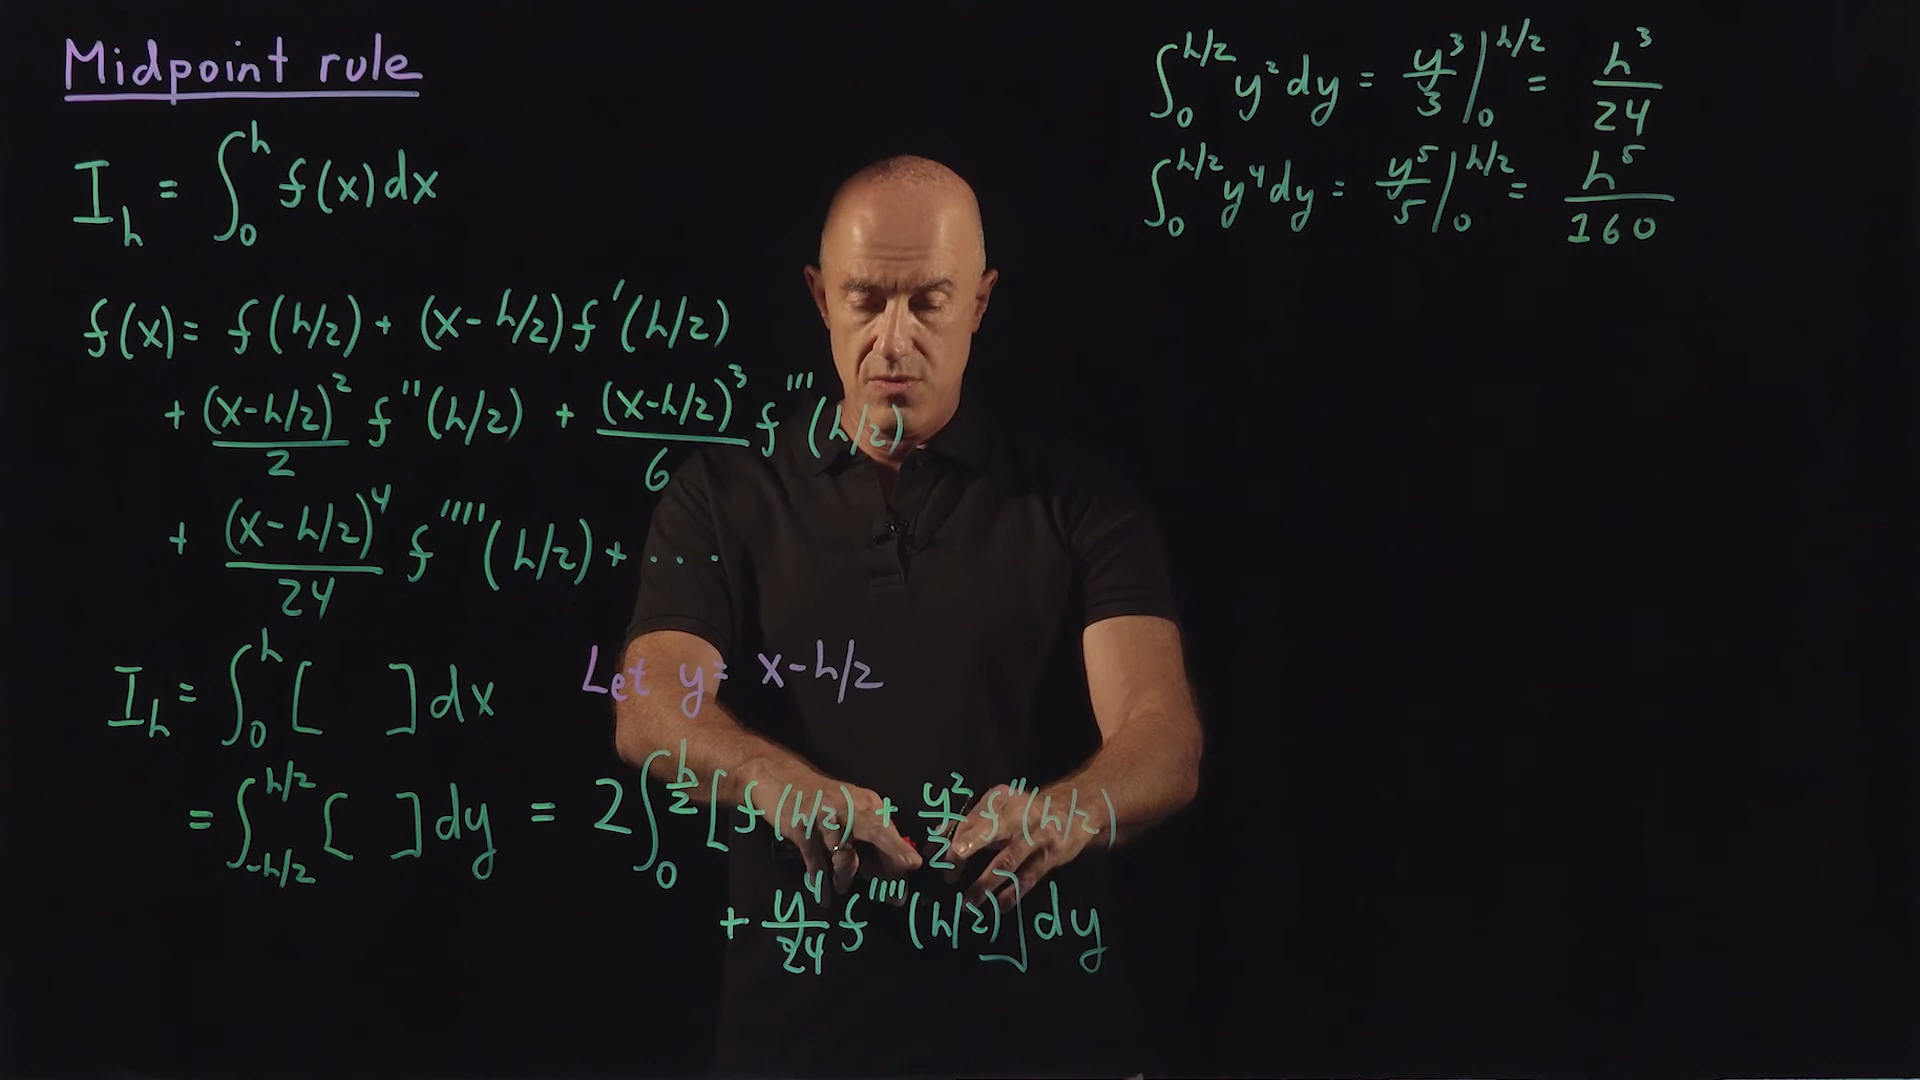 Midpoint rule
I_h = ∫_0^h f(x)dx
f(x) = f(h/2) + (x-h/2)f'(h/2)
+ (x-h/2)^2/2 f''(h/2) + (x-h/2)^3/6 f'''(h/2)
+ (x-h/2)^4/24 f''''(h/2) + ...
I_h = ∫_0^h [ ] dx Let y = x-h/2
= ∫_{-h/2}^{h/2} [ ] dy = 2∫_0^{h/2} [f(h/2) + y^2/2 f''(h/2)
+ y^4/24 f''''(h/2)] dy
∫_0^{h/2} y^2 dy = y^3/3 |_0^{h/2} = h^3/24
∫_0^{h/2} y^4 dy = y^5/5 |_0^{h/2} = h^5/160